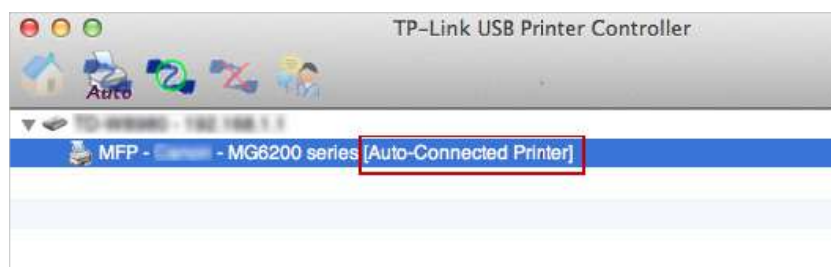 TP-Link USB Printer Controller
Auto
MFP - - MG6200 series [Auto-Connected Printer]